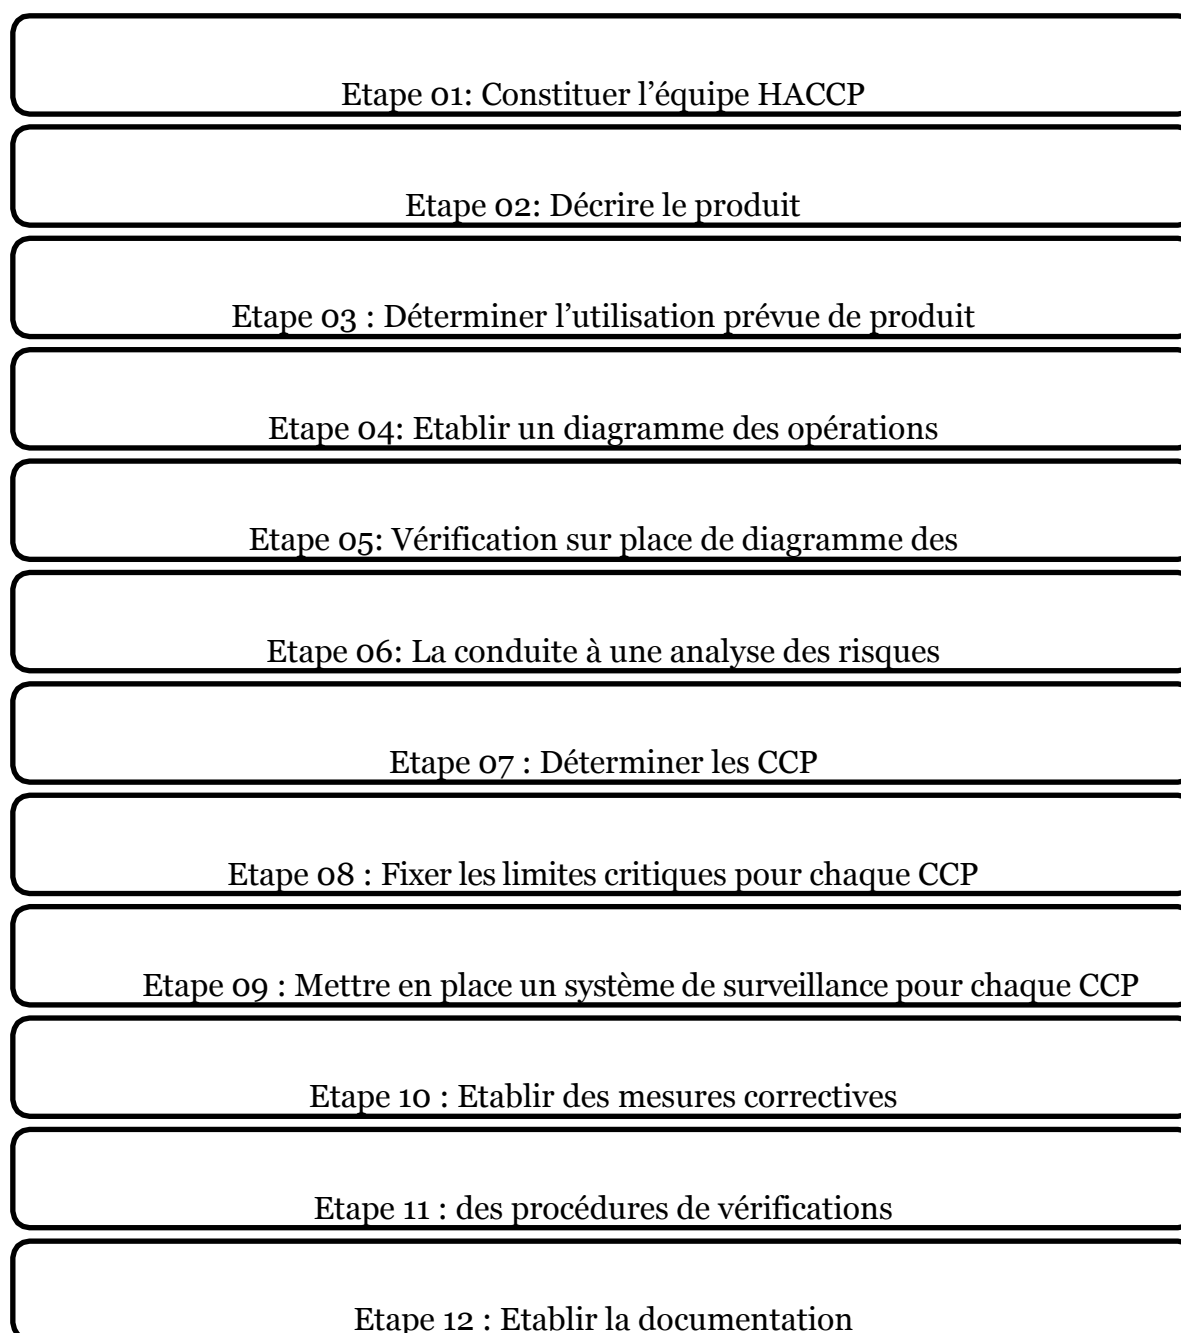 Etape 01: Constituer l’équipe HACCP
Etape 02: Décrire le produit
Etape 03 : Déterminer l’utilisation prévue de produit
Etape 04: Etablir un diagramme des opérations
Etape 05: Vérification sur place de diagramme des
Etape 06: La conduite à une analyse des risques
Etape 07 : Déterminer les CCP
Etape 08 : Fixer les limites critiques pour chaque CCP
Etape 09 : Mettre en place un système de surveillance pour chaque CCP
Etape 10 : Etablir des mesures correctives
Etape 11 : des procédures de vérifications
Etape 12 : Etablir la documentation